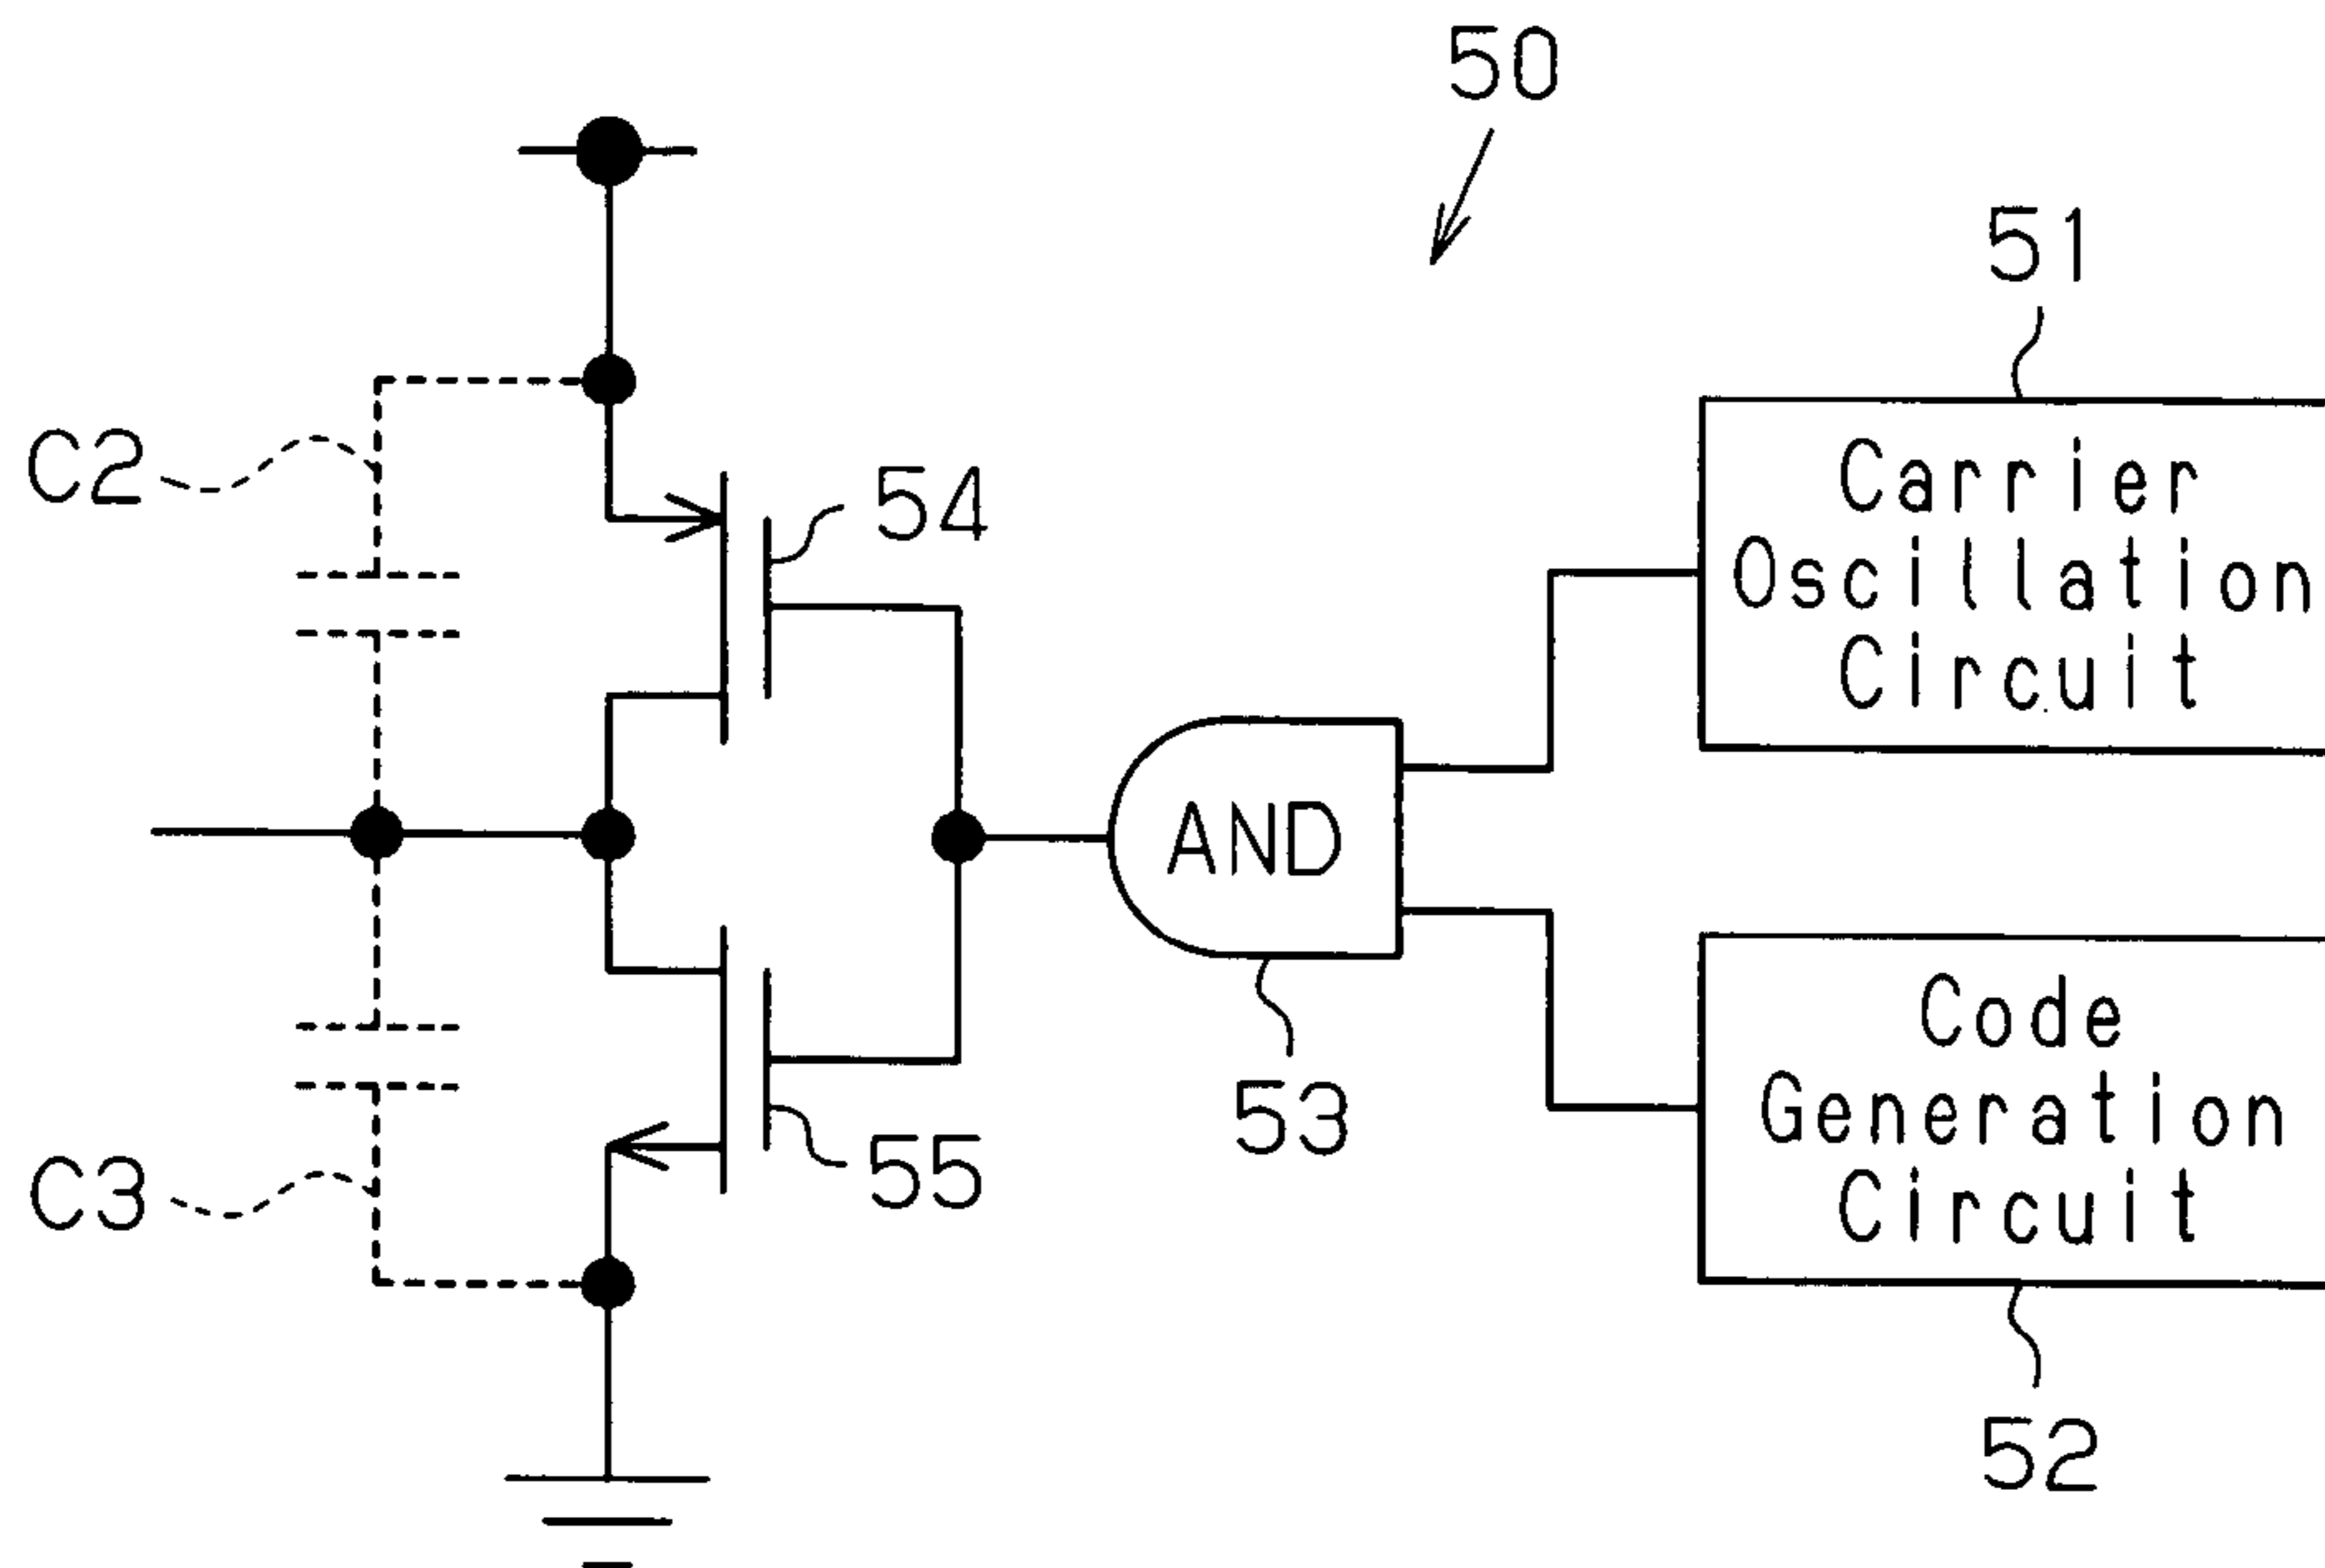 50
51
Carrier
Oscillation
Circuit
C2
54
AND
53
Code
Generation
Circuit
C3
55
52